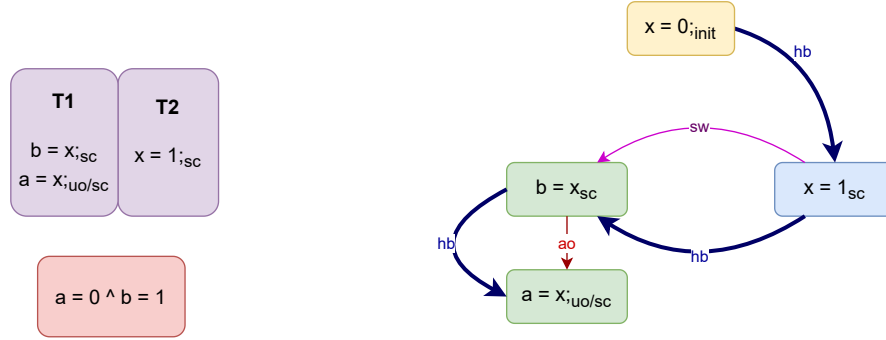 x = 0;init
hb
T1
T2
b = x;sc
a = x;uo/sc
x = 1;sc
sw
b = xsc
x = 1sc
hb
ao
hb
a = x;uo/sc
a = 0 ^ b = 1